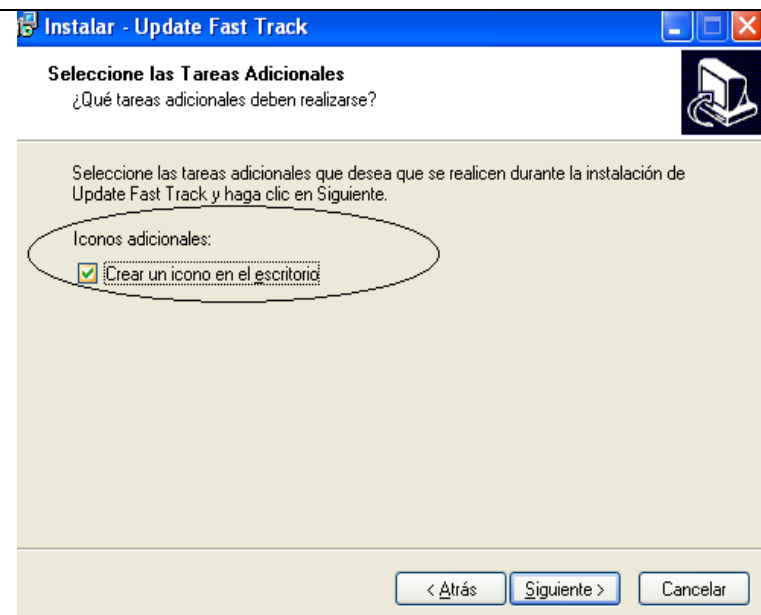 Instalar - Update Fast Track
Seleccione las Tareas Adicionales
¿Qué tareas adicionales deben realizarse?
Seleccione las tareas adicionales que desea que se realicen durante la instalación de
Update Fast Track y haga clic en Siguiente.
Iconos adicionales:
Crear un icono en el escritorio
< Atrás Siguiente > Cancelar